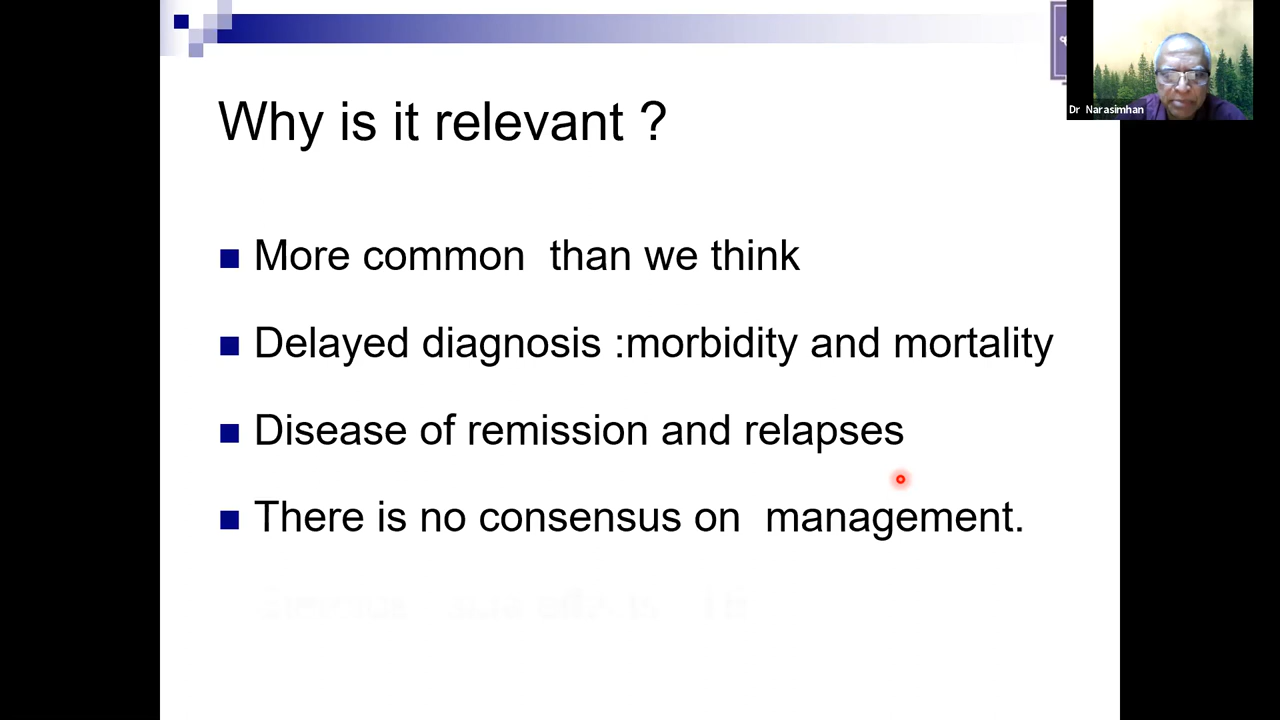 Dr Narasimhan
Why is it relevant ?
More common than we think
Delayed diagnosis :morbidity and mortality
Disease of remission and relapses
There is no consensus on management.